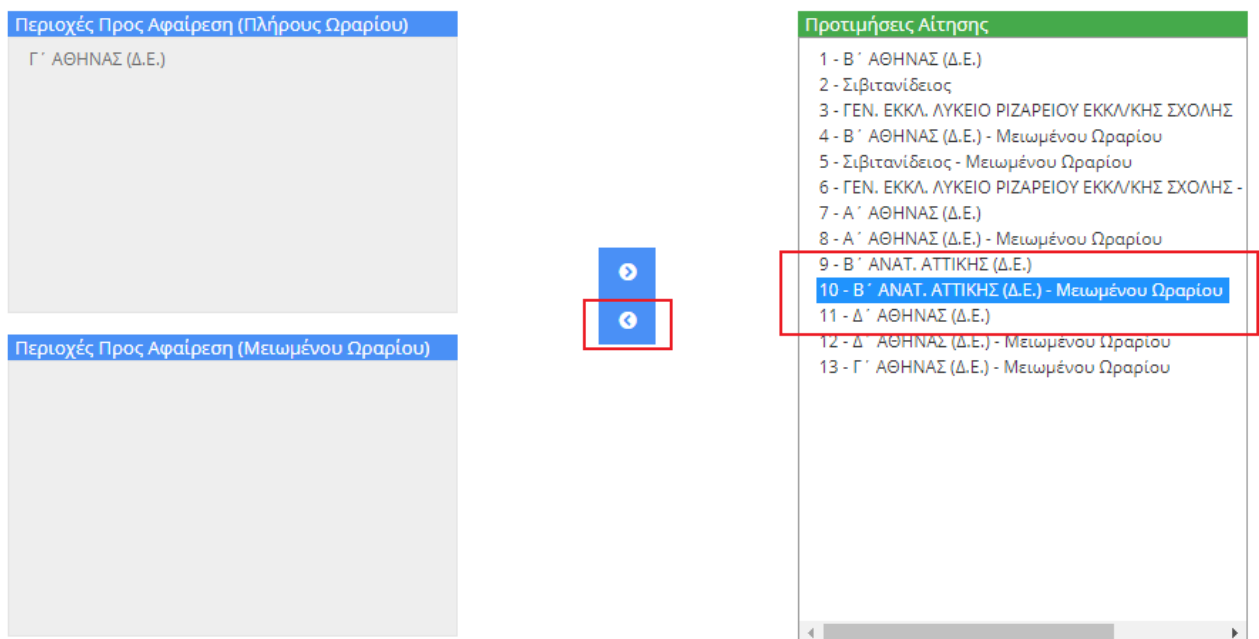 Περιοχές Προς Αφαίρεση (Πλήρους Ωραρίου)
Γ΄ ΑΘΗΝΑΣ (Δ.Ε.)
Περιοχές Προς Αφαίρεση (Μειωμένου Ωραρίου)
Προτιμήσεις Αίτησης
1 - Β΄ ΑΘΗΝΑΣ (Δ.Ε.)
2 - Σιβιτανίδειος
3 - ΓΕΝ. ΕΚΚΛ. ΛΥΚΕΙΟ ΡΙΖΑΡΕΙΟΥ ΕΚΚΛ/ΚΗΣ ΣΧΟΛΗΣ
4 - Β΄ ΑΘΗΝΑΣ (Δ.Ε.) - Μειωμένου Ωραρίου
5 - Σιβιτανίδειος - Μειωμένου Ωραρίου
6 - ΓΕΝ. ΕΚΚΛ. ΛΥΚΕΙΟ ΡΙΖΑΡΕΙΟΥ ΕΚΚΛ/ΚΗΣ ΣΧΟΛΗΣ -
7 - Α΄ ΑΘΗΝΑΣ (Δ.Ε.)
8 - Α΄ ΑΘΗΝΑΣ (Δ.Ε.) - Μειωμένου Ωραρίου
9 - Β΄ ΑΝΑΤ. ΑΤΤΙΚΗΣ (Δ.Ε.)
10 - Β΄ ΑΝΑΤ. ΑΤΤΙΚΗΣ (Δ.Ε.) - Μειωμένου Ωραρίου
11 - Δ΄ ΑΘΗΝΑΣ (Δ.Ε.)
12 - Δ΄ ΑΘΗΝΑΣ (Δ.Ε.) - Μειωμένου Ωραρίου
13 - Γ΄ ΑΘΗΝΑΣ (Δ.Ε.) - Μειωμένου Ωραρίου